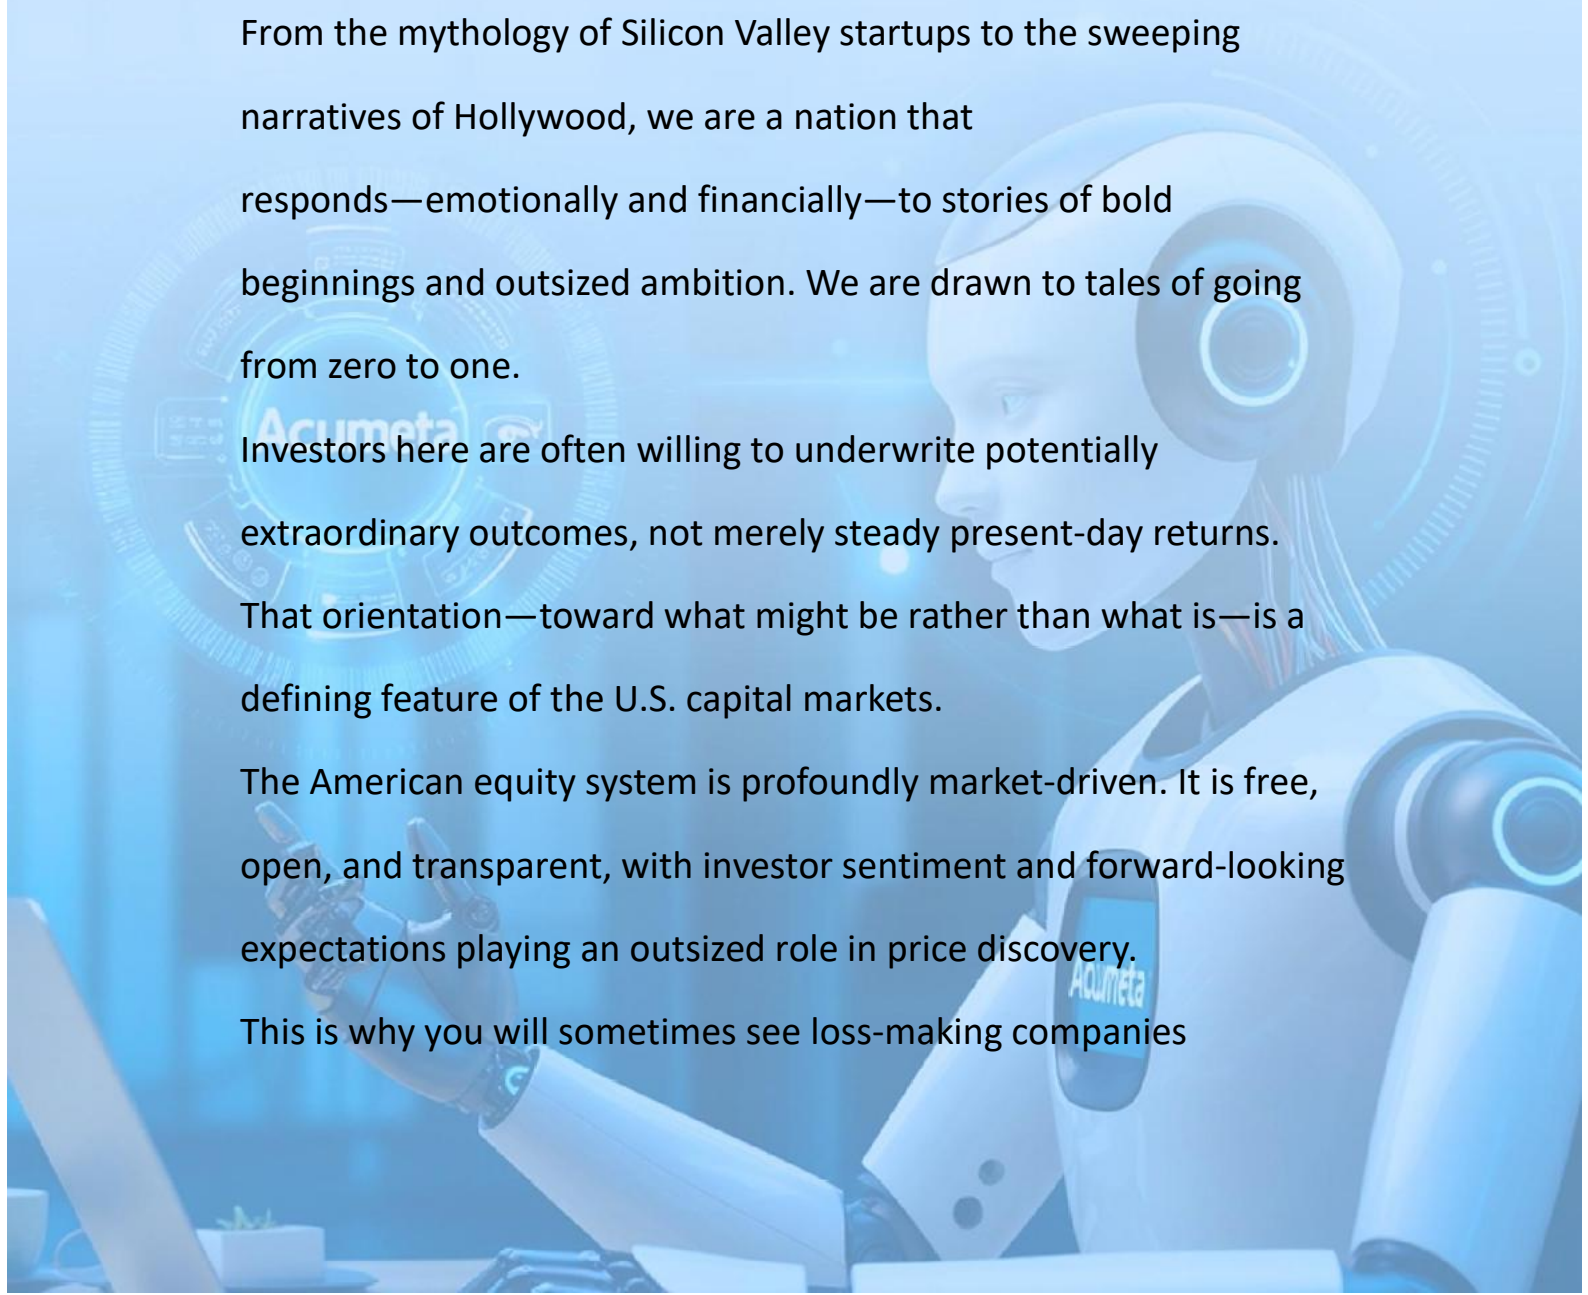 From the mythology of Silicon Valley startups to the sweeping
narratives of Hollywood, we are a nation that
responds—emotionally and financially—to stories of bold
beginnings and outsized ambition. We are drawn to tales of going
from zero to one.
Acumeta
Investors here are often willing to underwrite potentially
extraordinary outcomes, not merely steady present-day returns.
That orientation—toward what might be rather than what is—is a
defining feature of the U.S. capital markets.
The American equity system is profoundly market-driven. It is free,
open, and transparent, with investor sentiment and forward-looking
expectations playing an outsized role in price discovery.
Acumeta
This is why you will sometimes see loss-making companies